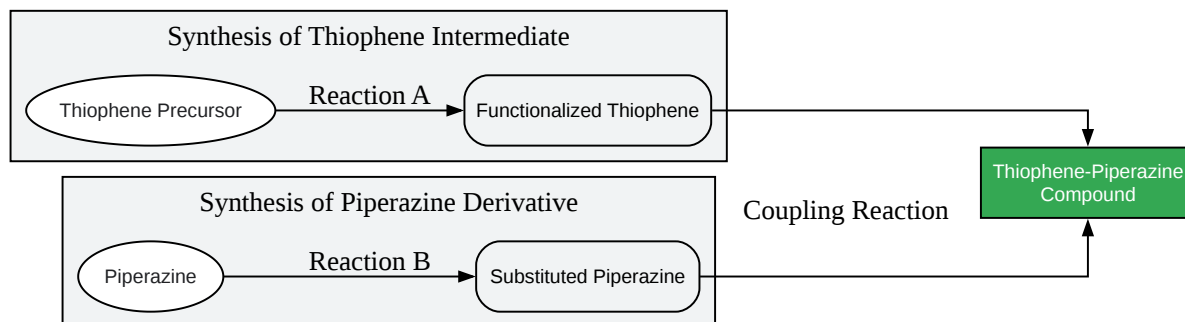 Synthesis of Thiophene Intermediate
Thiophene Precursor
Reaction A
Functionalized Thiophene
Thiophene-Piperazine
Compound
Synthesis of Piperazine Derivative
Coupling Reaction
Piperazine
Reaction B
Substituted Piperazine